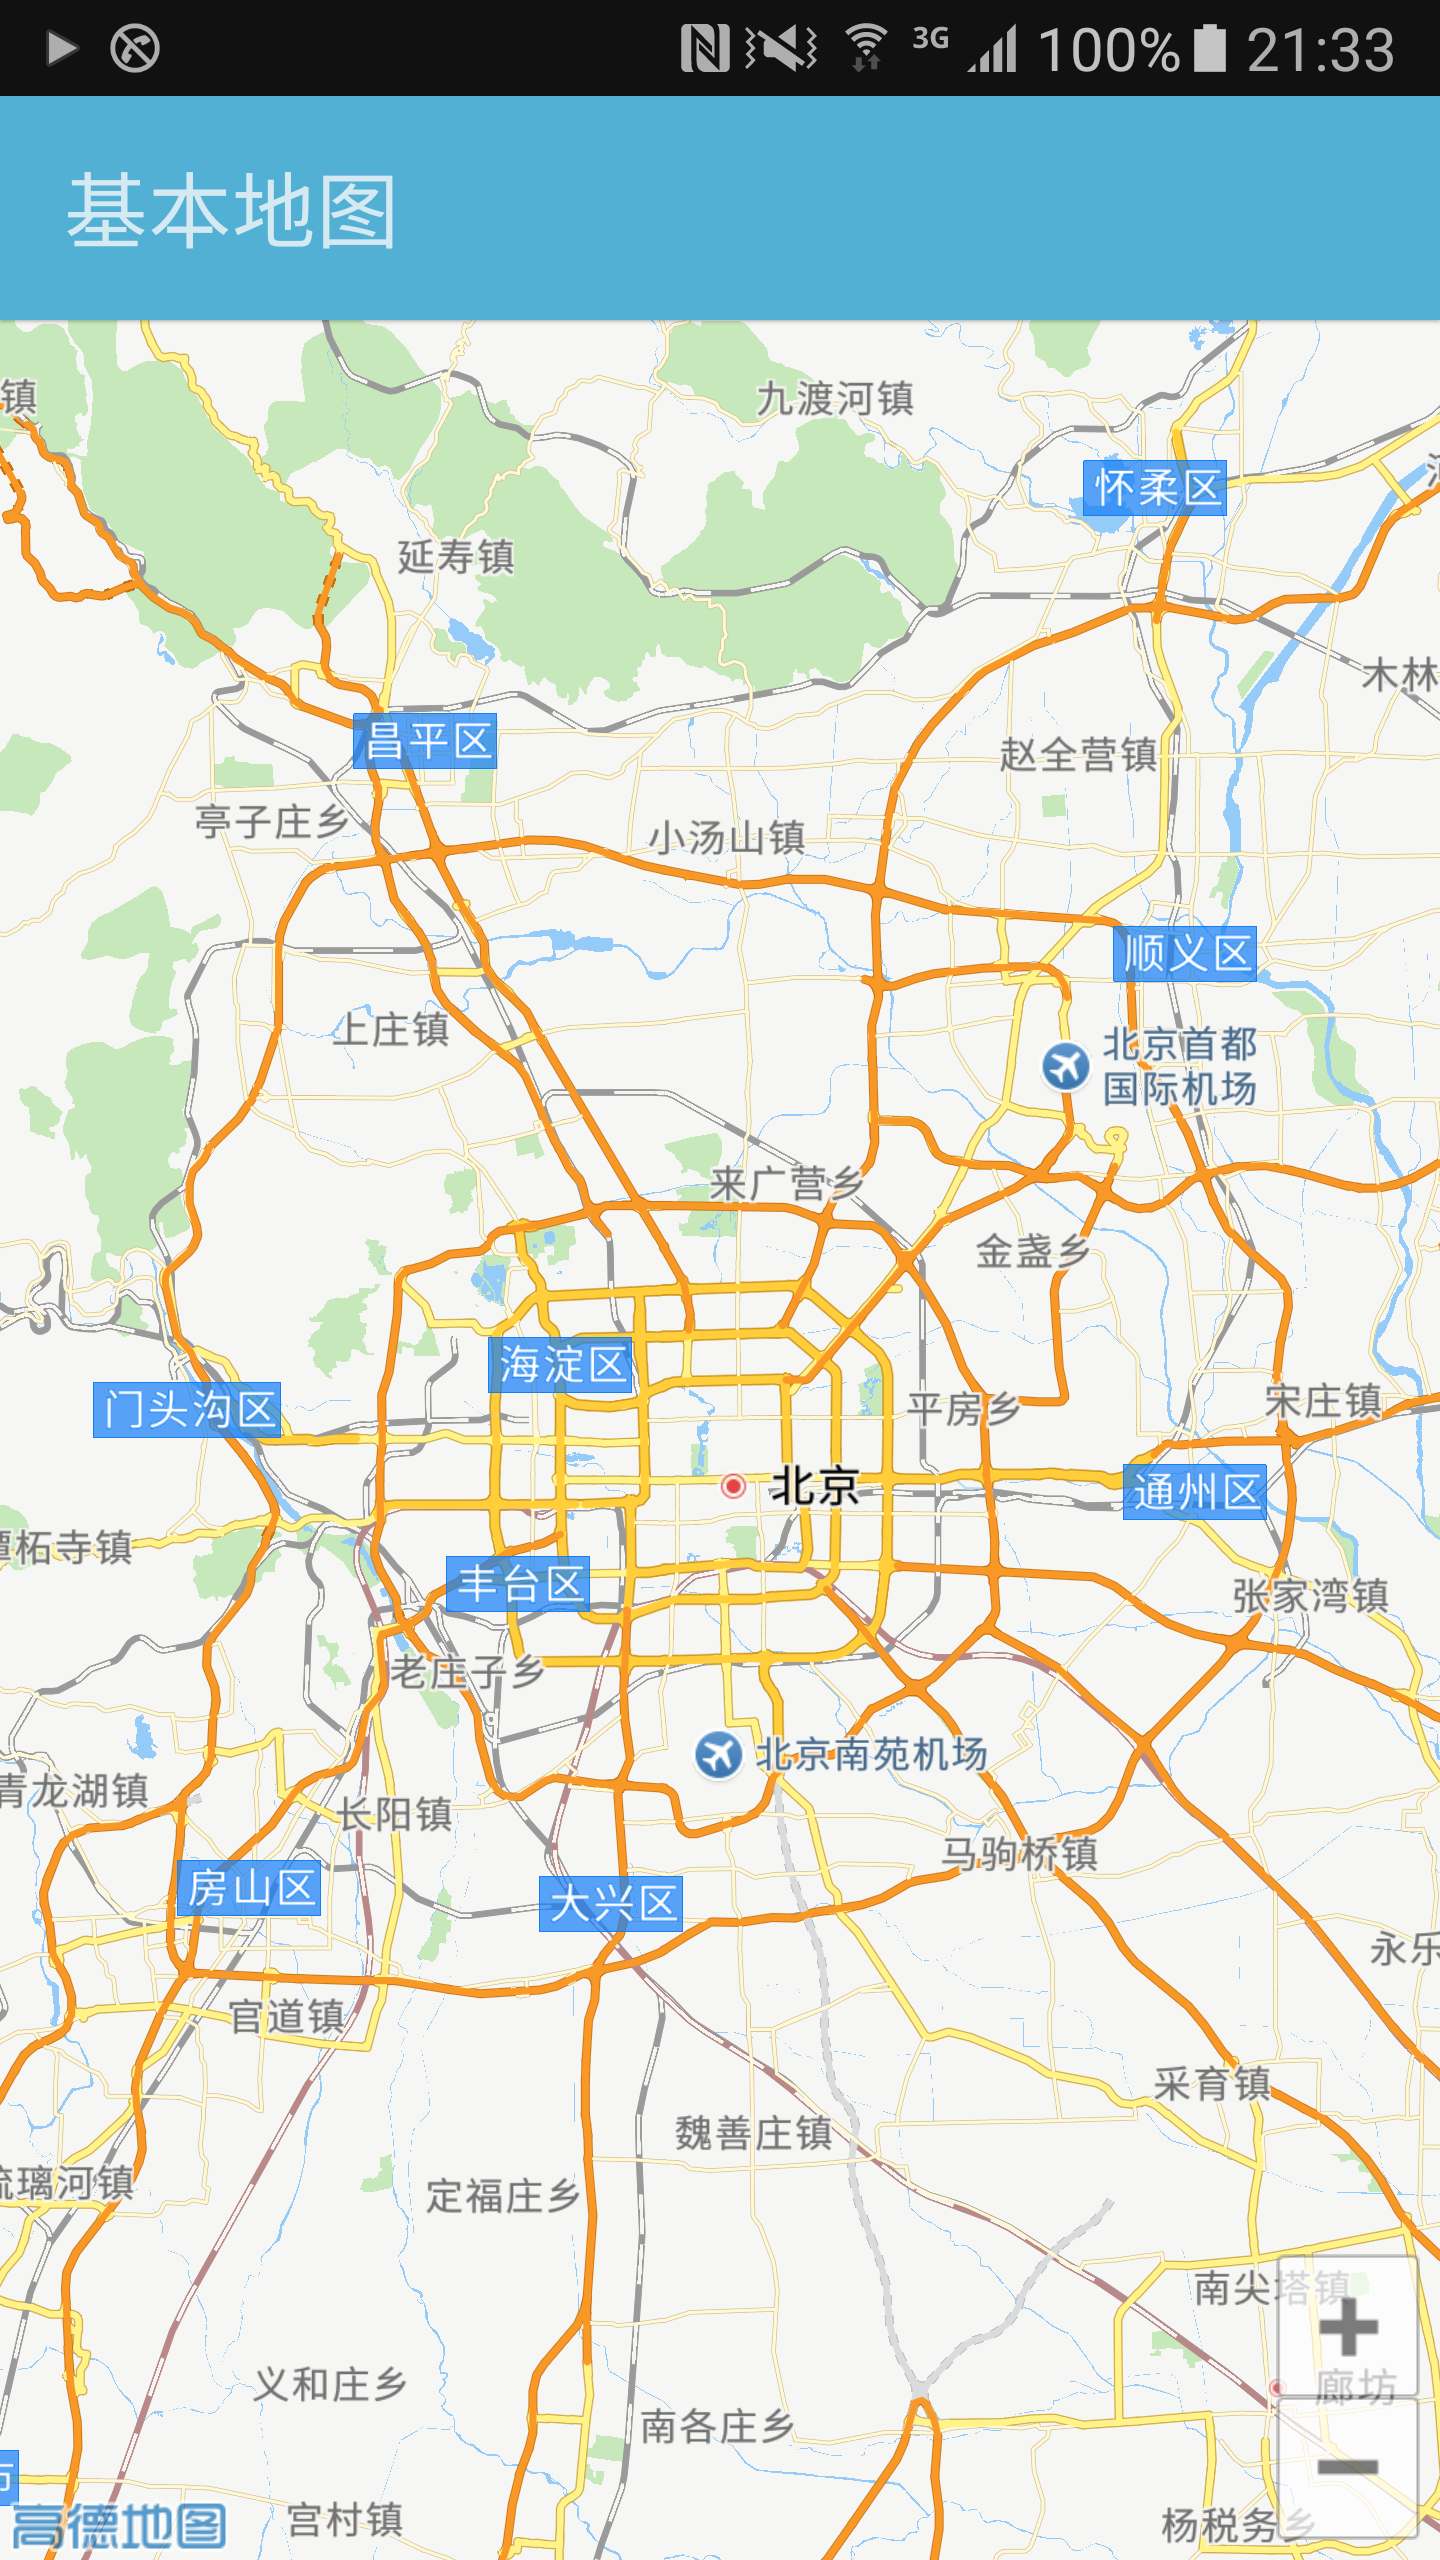 3G 100% 21:33
基本地图
镇
九渡河镇
怀柔区
延寿镇
木林
昌平区
赵全营镇
亭子庄乡
小汤山镇
顺义区
上庄镇
北京首都
国际机场
来广营乡
金盏乡
海淀区
门头沟区
平房乡
宋庄镇
北京
通州区
柘寺镇
丰台区
张家湾镇
老庄子乡
北京南苑机场
青龙湖镇
长阳镇
马驹桥镇
房山区
大兴区
永乐
官道镇
采育镇
魏善庄镇
琉璃河镇
定福庄乡
南尖塔镇
义和庄乡
廊坊
南各庄乡
高德地图
宫村镇
杨税务乡